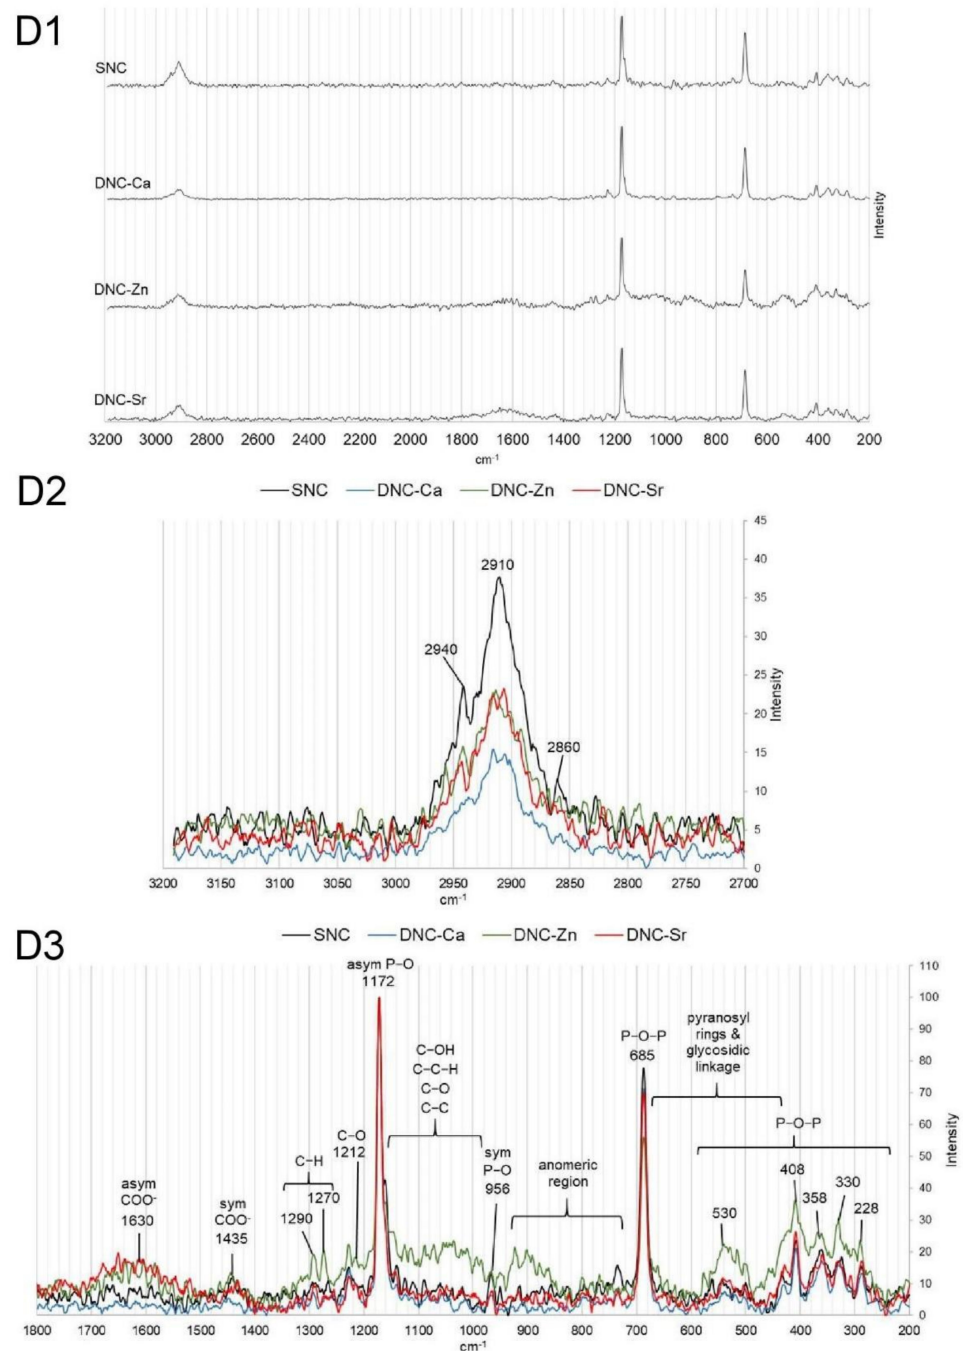 D1
SNC
DNC-Ca
DNC-Zn
DNC-Sr
Intensity
3200 3000 2800 2600 2400 2200 2000 1800 1600 1400 1200 1000 800 600 400 200
cm-1
D2
SNC DNC-Ca DNC-Zn DNC-Sr
45
40
35
30
25
20
15
10
5
0
Intensity
2910
2940
2860
3200 3150 3100 3050 3000 2950 2900 2850 2800 2750 2700
cm-1
D3
SNC DNC-Ca DNC-Zn DNC-Sr
110
100
90
80
70
60
50
40
30
20
10
0
Intensity
asym
COO-
1630
sym
COO-
1435
C–H
1290
1270
C–O
1212
asym P–O
1172
C–OH
C–C–H
C–O
C–C
sym
P–O
956
anomeric
region
P–O–P
685
pyranosyl
rings &
glycosidic
linkage
P–O–P
530
408
358
330
228
1800 1700 1600 1500 1400 1300 1200 1100 1000 900 800 700 600 500 400 300 200
cm-1